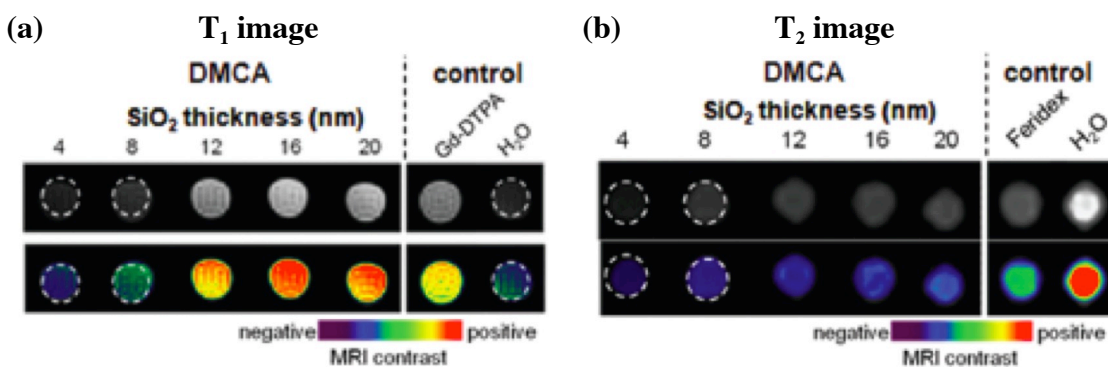 (a) T₁ image
DMCA control
SiO₂ thickness (nm)
4 8 12 16 20 Gd-DTPA H₂O
negative positive
MRI contrast
(b) T₂ image
DMCA control
SiO₂ thickness (nm)
4 8 12 16 20 Feridex H₂O
negative positive
MRI contrast